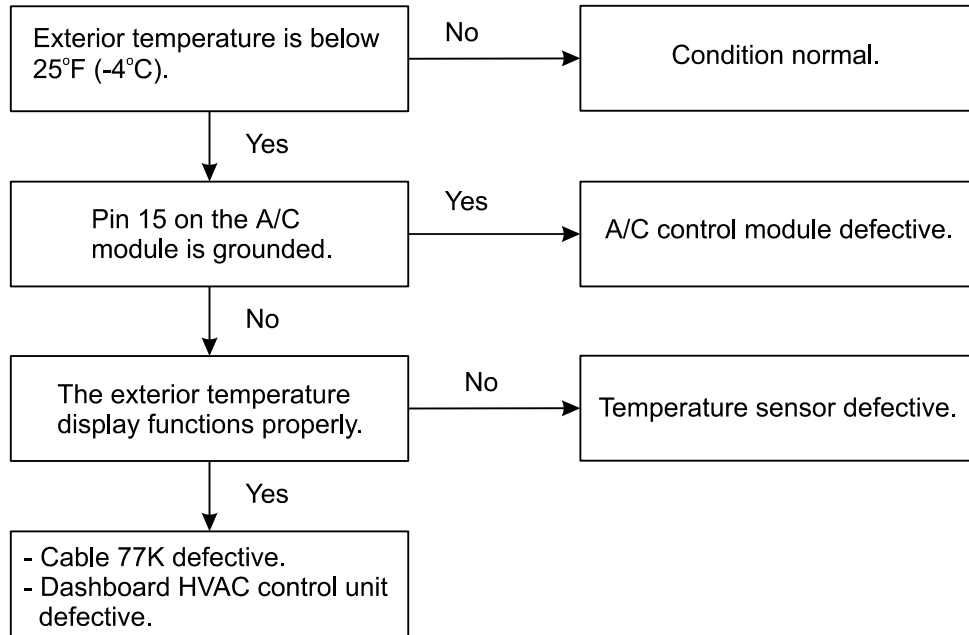 Exterior temperature is below
25°F (-4°C).
No
Condition normal.
Yes
Pin 15 on the A/C
module is grounded.
Yes
A/C control module defective.
No
The exterior temperature
display functions properly.
No
Temperature sensor defective.
Yes
- Cable 77K defective.
- Dashboard HVAC control unit
defective.